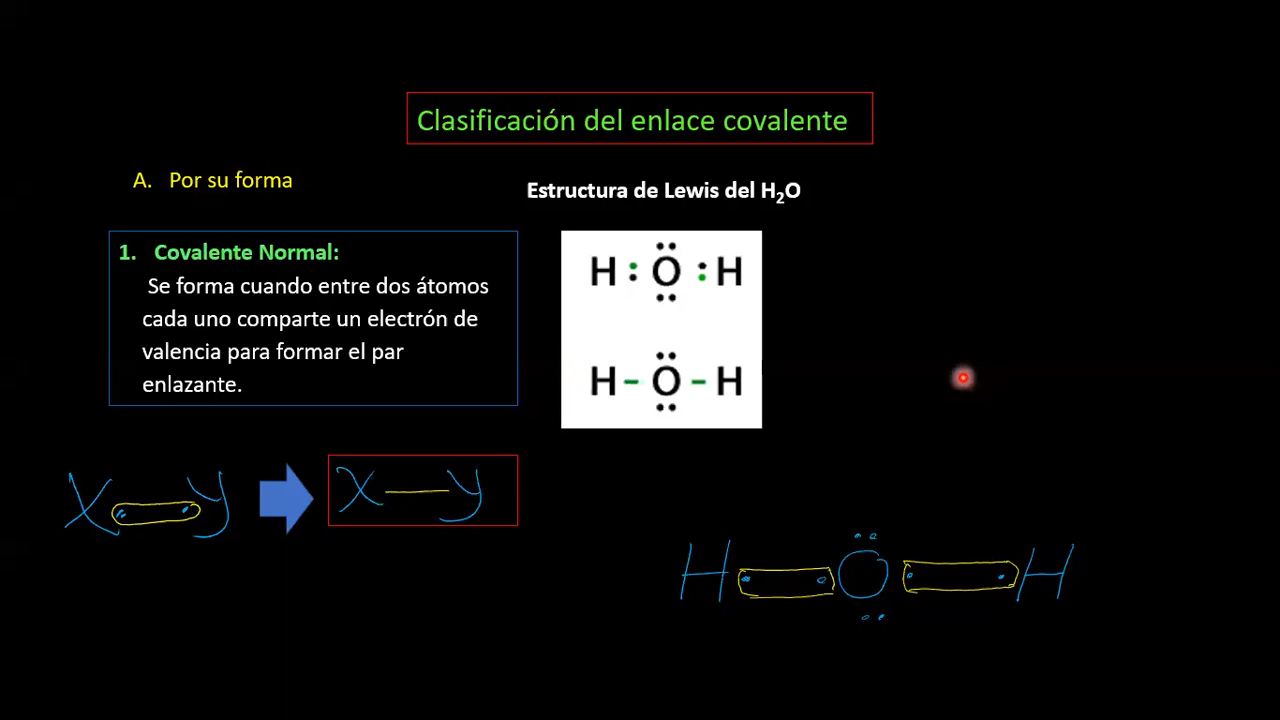 Clasificación del enlace covalente
A. Por su forma
Estructura de Lewis del H₂O
1. Covalente Normal:
Se forma cuando entre dos átomos
cada uno comparte un electrón de
valencia para formar el par
enlazante.
H : O : H
H - O - H
X Y
X — Y
H O H